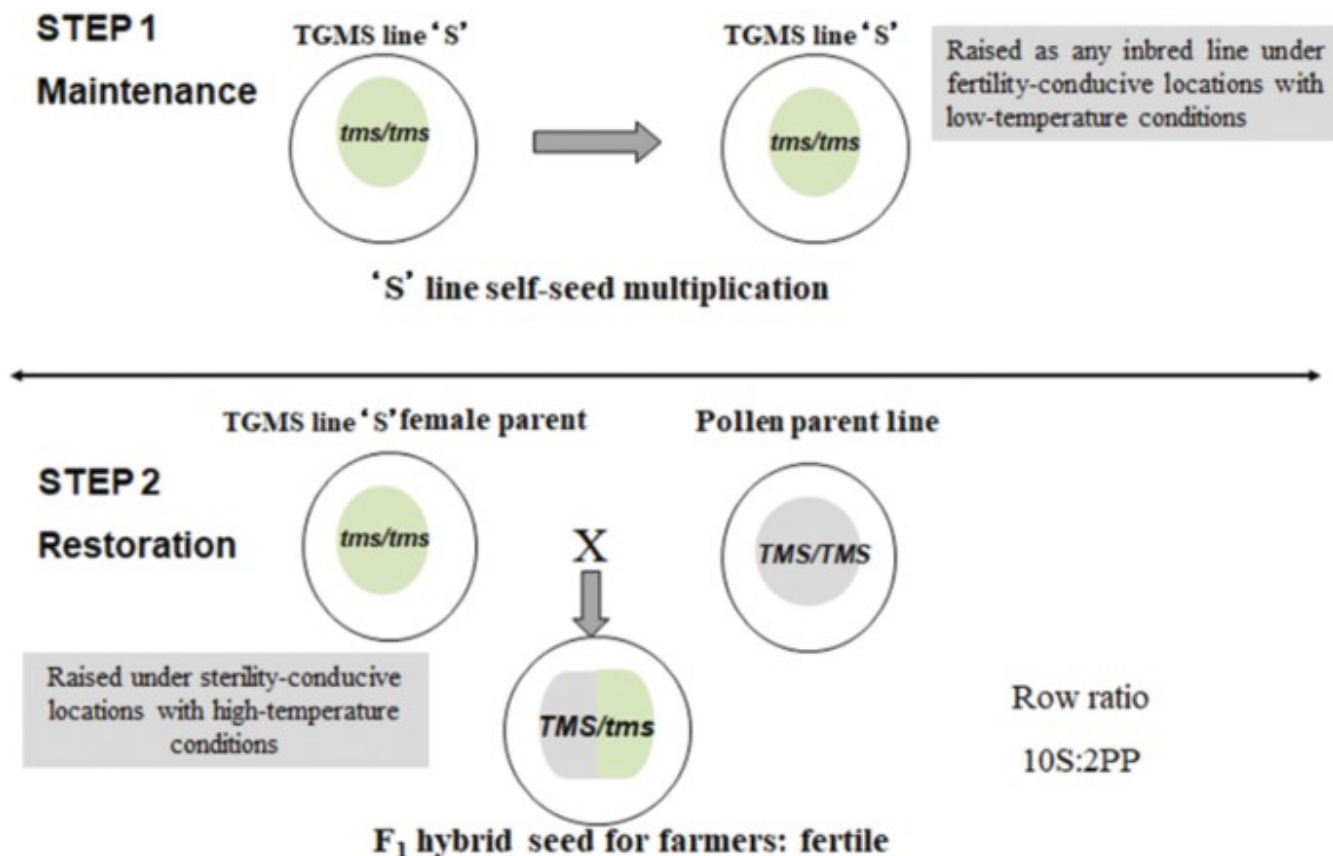 STEP 1
Maintenance
TGMS line ‘S’
TGMS line ‘S’
tms/tms
tms/tms
Raised as any inbred line under
fertility-conducive locations with
low-temperature conditions
‘S’ line self-seed multiplication
TGMS line ‘S’ female parent
Pollen parent line
STEP 2
Restoration
tms/tms
X
TMS/TMS
Raised under sterility-conducive
locations with high-temperature
conditions
TMS/tms
Row ratio
10S:2PP
F₁ hybrid seed for farmers: fertile